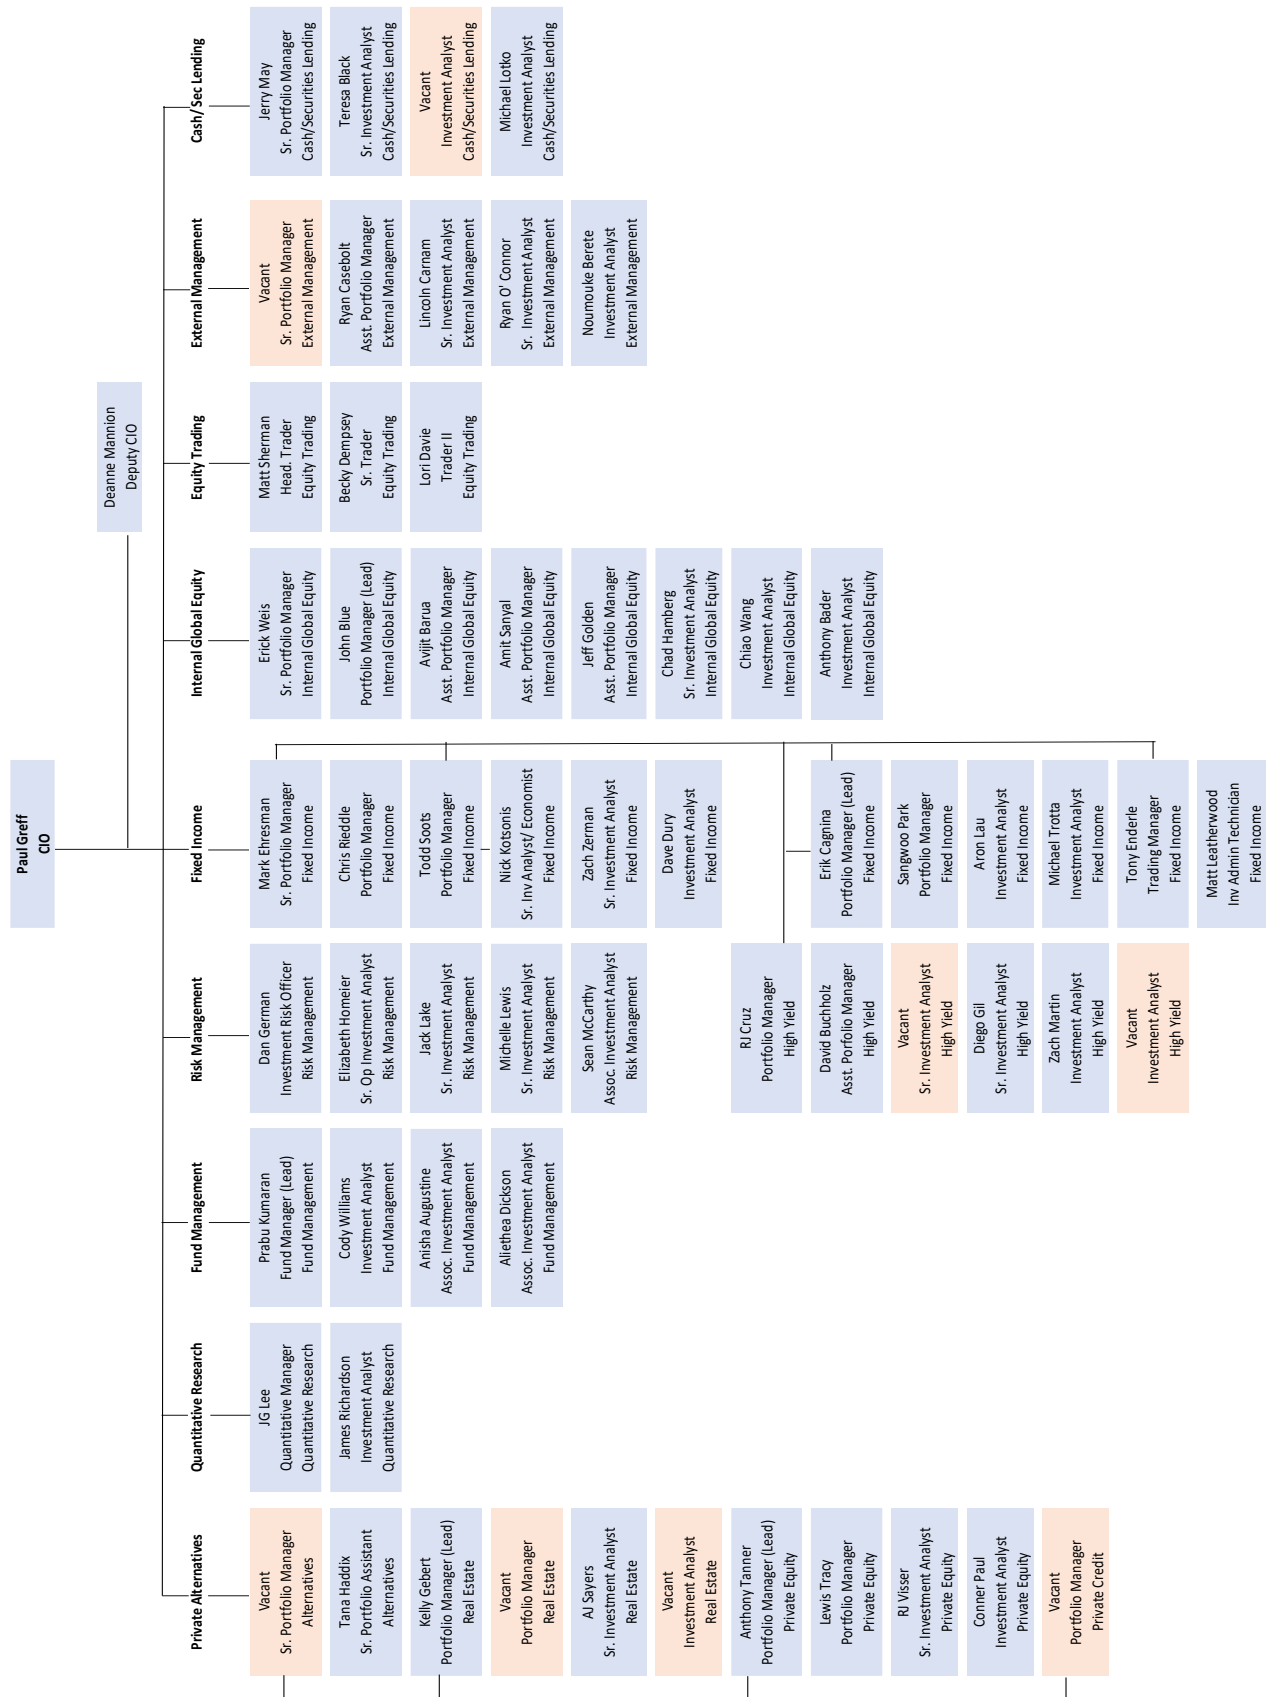 Paul Greff
CIO
Deanne Mannion
Deputy CIO
Private Alternatives
Vacant
Sr. Portfolio Manager
Alternatives
Tana Haddix
Sr. Portfolio Assistant
Alternatives
Kelly Gebert
Portfolio Manager (Lead)
Real Estate
Vacant
Portfolio Manager
Real Estate
AJ Sayers
Sr. Investment Analyst
Real Estate
Vacant
Investment Analyst
Real Estate
Anthony Tanner
Portfolio Manager (Lead)
Private Equity
Lewis Tracy
Portfolio Manager
Private Equity
RJ Visser
Sr. Investment Analyst
Private Equity
Conner Paul
Investment Analyst
Private Equity
Vacant
Portfolio Manager
Private Credit
Quantitative Research
JG Lee
Quantitative Manager
Quantitative Research
James Richardson
Investment Analyst
Quantitative Research
Fund Management
Prabu Kumaran
Fund Manager (Lead)
Fund Management
Cody Williams
Investment Analyst
Fund Management
Anisha Augustine
Assoc. Investment Analyst
Fund Management
Aliethea Dickson
Assoc. Investment Analyst
Fund Management
Risk Management
Dan German
Investment Risk Officer
Risk Management
Elizabeth Horneier
Sr. Op Investment Analyst
Risk Management
Jack Lake
Sr. Investment Analyst
Risk Management
Michelle Lewis
Sr. Investment Analyst
Risk Management
Sean McCarthy
Assoc. Investment Analyst
Risk Management
RJ Cruz
Portfolio Manager
High Yield
David Buchholz
Asst. Porfolio Manager
High Yield
Vacant
Sr. Investment Analyst
High Yield
Diego Gil
Sr. Investment Analyst
High Yield
Zach Martin
Investment Analyst
High Yield
Vacant
Investment Analyst
High Yield
Fixed Income
Mark Ehresman
Sr. Portfolio Manager
Fixed Income
Chris Rieddle
Portfolio Manager
Fixed Income
Todd Soots
Portfolio Manager
Fixed Income
Nick Kotsonis
Sr. Inv Analyst/ Economist
Fixed Income
Zach Zerman
Sr. Investment Analyst
Fixed Income
Dave Dury
Investment Analyst
Fixed Income
Erik Cagnina
Portfolio Manager (Lead)
Fixed Income
Sangwoo Park
Portfolio Manager
Fixed Income
Aron Lau
Investment Analyst
Fixed Income
Michael Trotta
Investment Analyst
Fixed Income
Tony Enderle
Trading Manager
Fixed Income
Matt Leatherwood
Inv Admin Technician
Fixed Income
Internal Global Equity
Erick Weis
Sr. Portfolio Manager
Internal Global Equity
John Blue
Portfolio Manager (Lead)
Internal Global Equity
Avijit Barua
Asst. Portfolio Manager
Internal Global Equity
Amit Sanyal
Asst. Portfolio Manager
Internal Global Equity
Jeff Golden
Asst. Portfolio Manager
Internal Global Equity
Chad Hamberg
Sr. Investment Analyst
Internal Global Equity
Chiao Wang
Investment Analyst
Internal Global Equity
Anthony Bader
Investment Analyst
Internal Global Equity
Equity Trading
Matt Sherman
Head. Trader
Equity Trading
Becky Dempsey
Sr. Trader
Equity Trading
Lori Davie
Trader II
Equity Trading
External Management
Vacant
Sr. Portfolio Manager
External Management
Ryan Casebolt
Asst. Portfolio Manager
External Management
Lincoln Carnam
Sr. Investment Analyst
External Management
Ryan O' Connor
Sr. Investment Analyst
External Management
Noumouke Berete
Investment Analyst
External Management
Cash/ Sec Lending
Jerry May
Sr. Portfolio Manager
Cash/Securities Lending
Teresa Black
Sr. Investment Analyst
Cash/Securities Lending
Vacant
Investment Analyst
Cash/Securities Lending
Michael Lotko
Investment Analyst
Cash/Securities Lending